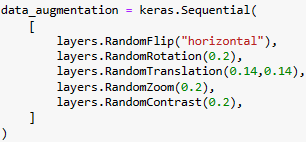 data_augmentation = keras.Sequential(
    [
        layers.RandomFlip("horizontal"),
        layers.RandomRotation(0.2),
        layers.RandomTranslation(0.14,0.14),
        layers.RandomZoom(0.2),
        layers.RandomContrast(0.2),
    ]
)